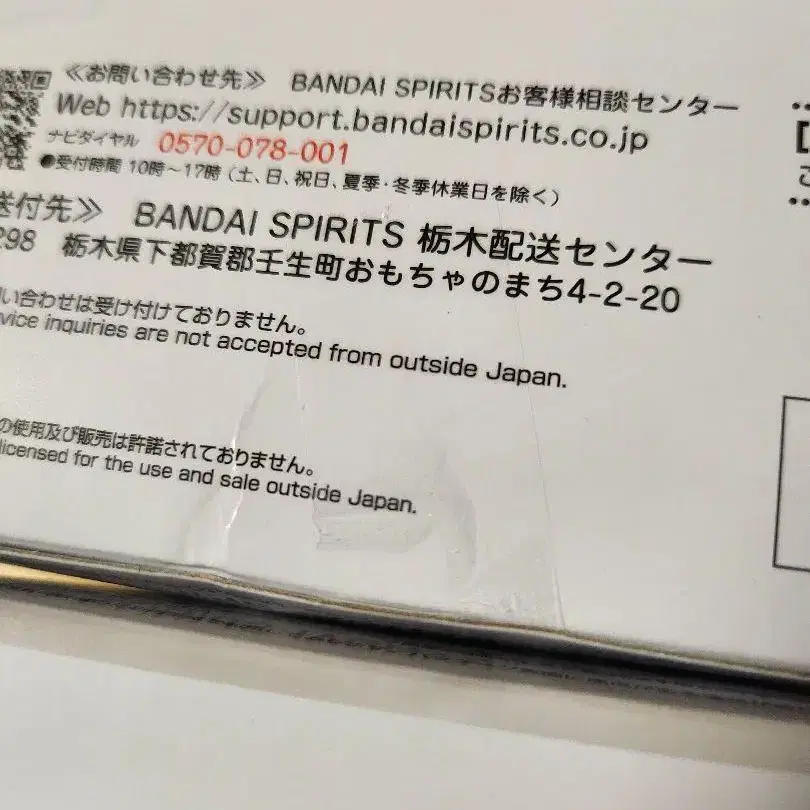 ≪お問い合わせ先≫ BANDAI SPIRITSお客様相談センター
Web https://support.bandaispirits.co.jp
ナビダイヤル 0570-078-001
●受付時間 10時～17時（土、日、祝日、夏季・冬季休業日を除く）
送付先≫ BANDAI SPIRITS 栃木配送センター
298 栃木県下都賀郡壬生町おもちゃのまち4-2-20
い合わせは受け付けておりません。
vice inquiries are not accepted from outside Japan.
の使用及び販売は許諾されておりません。
licensed for the use and sale outside Japan.